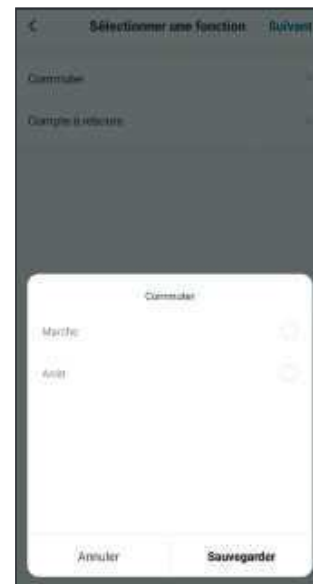 Sélectionner une fonction Suivant
Commuter
Compte à rebours
Commuter
Marche
Arrêt
Annuler Sauvegarder